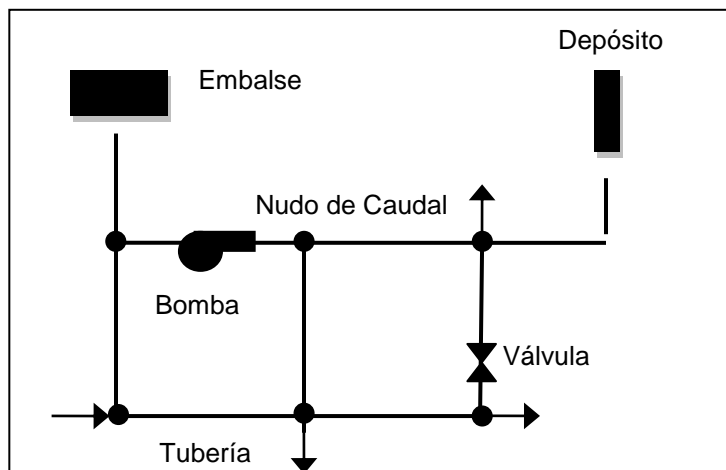 Depósito
Embalse
Nudo de Caudal
Bomba
Válvula
Tubería